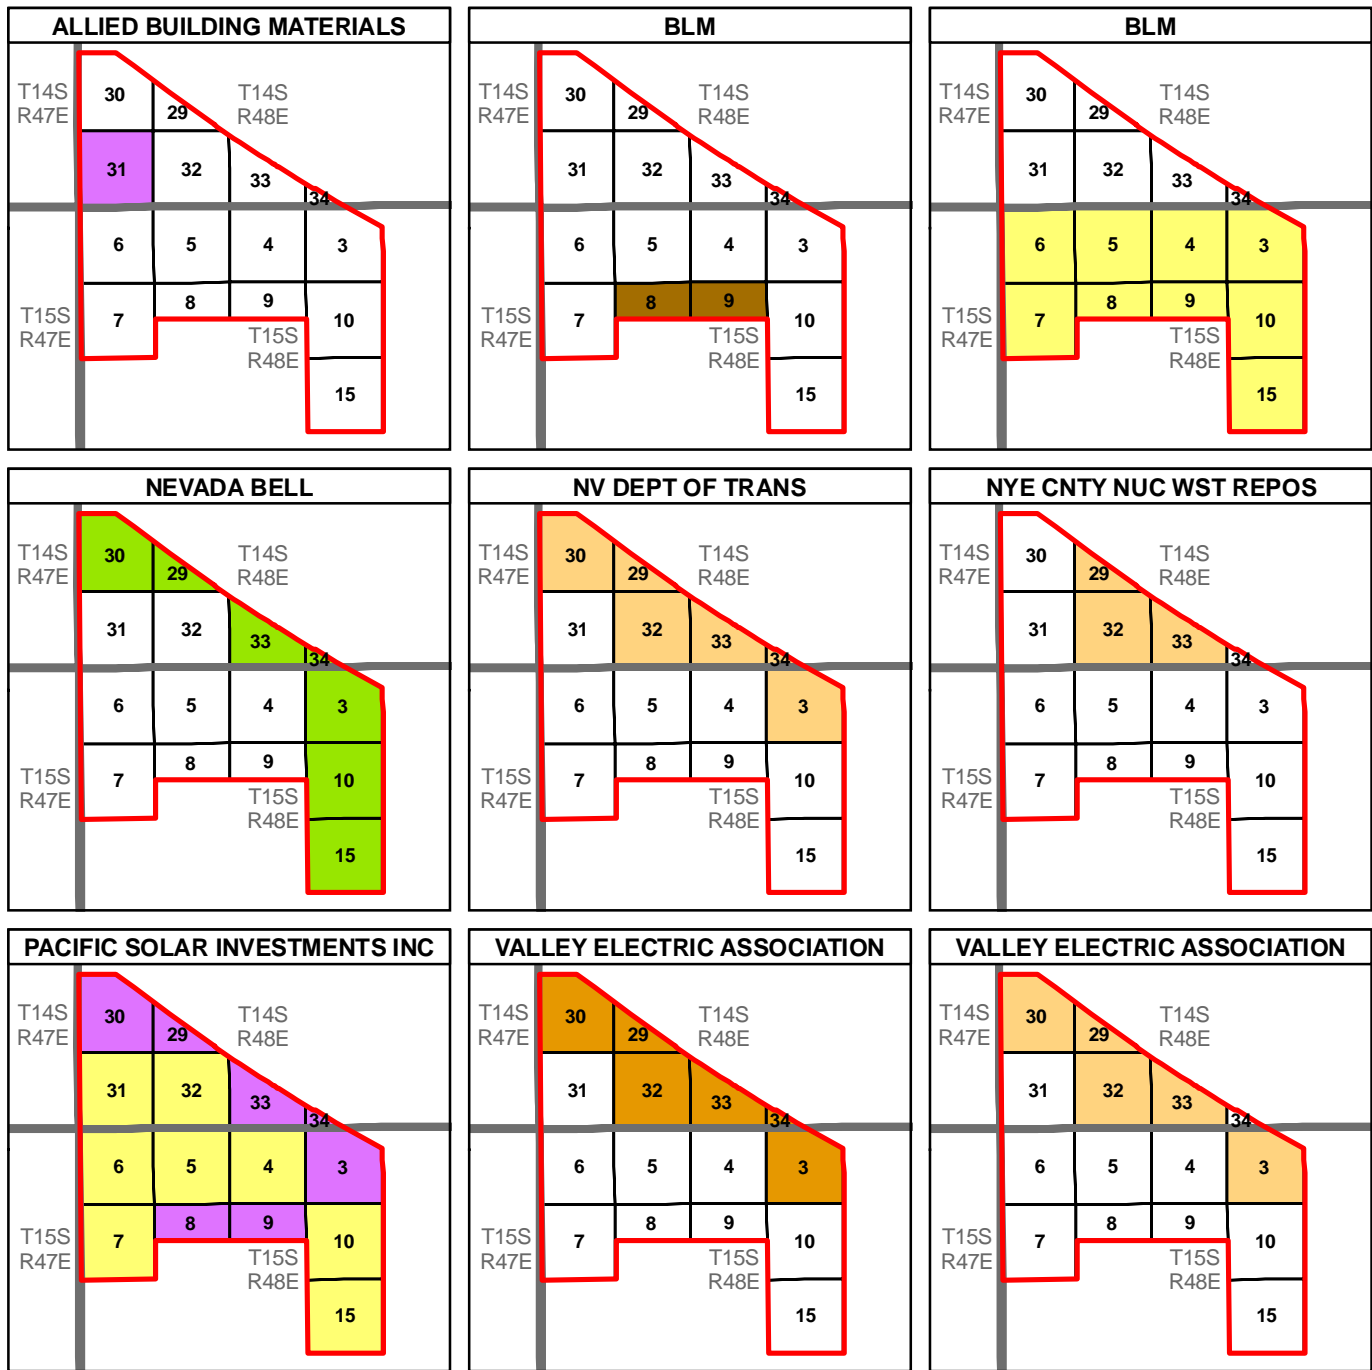 ALLIED BUILDING MATERIALS
T14S
R47E
30
29
T14S
R48E
31
32
33
34
6
5
4
3
T15S
R47E
7
8
9
10
T15S
R48E
15
BLM
T14S
R47E
30
29
T14S
R48E
31
32
33
34
6
5
4
3
T15S
R47E
7
8
9
10
T15S
R48E
15
BLM
T14S
R47E
30
29
T14S
R48E
31
32
33
34
6
5
4
3
T15S
R47E
7
8
9
10
T15S
R48E
15
NEVADA BELL
T14S
R47E
30
29
T14S
R48E
31
32
33
34
6
5
4
3
T15S
R47E
7
8
9
10
T15S
R48E
15
NV DEPT OF TRANS
T14S
R47E
30
29
T14S
R48E
31
32
33
34
6
5
4
3
T15S
R47E
7
8
9
10
T15S
R48E
15
NYE CNTY NUC WST REPOS
T14S
R47E
30
29
T14S
R48E
31
32
33
34
6
5
4
3
T15S
R47E
7
8
9
10
T15S
R48E
15
PACIFIC SOLAR INVESTMENTS INC
T14S
R47E
30
29
T14S
R48E
31
32
33
34
6
5
4
3
T15S
R47E
7
8
9
10
T15S
R48E
15
VALLEY ELECTRIC ASSOCIATION
T14S
R47E
30
29
T14S
R48E
31
32
33
34
6
5
4
3
T15S
R47E
7
8
9
10
T15S
R48E
15
VALLEY ELECTRIC ASSOCIATION
T14S
R47E
30
29
T14S
R48E
31
32
33
34
6
5
4
3
T15S
R47E
7
8
9
10
T15S
R48E
15